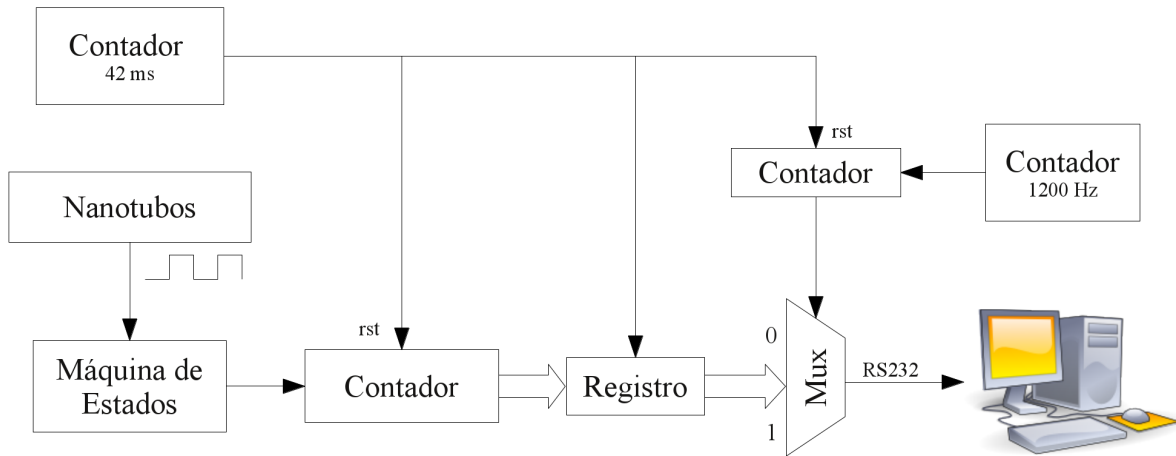 Contador
42 ms
rst
Contador
Contador
1200 Hz
Nanotubos
rst
Máquina de
Estados
Contador
Registro
0
Mux
1
RS232